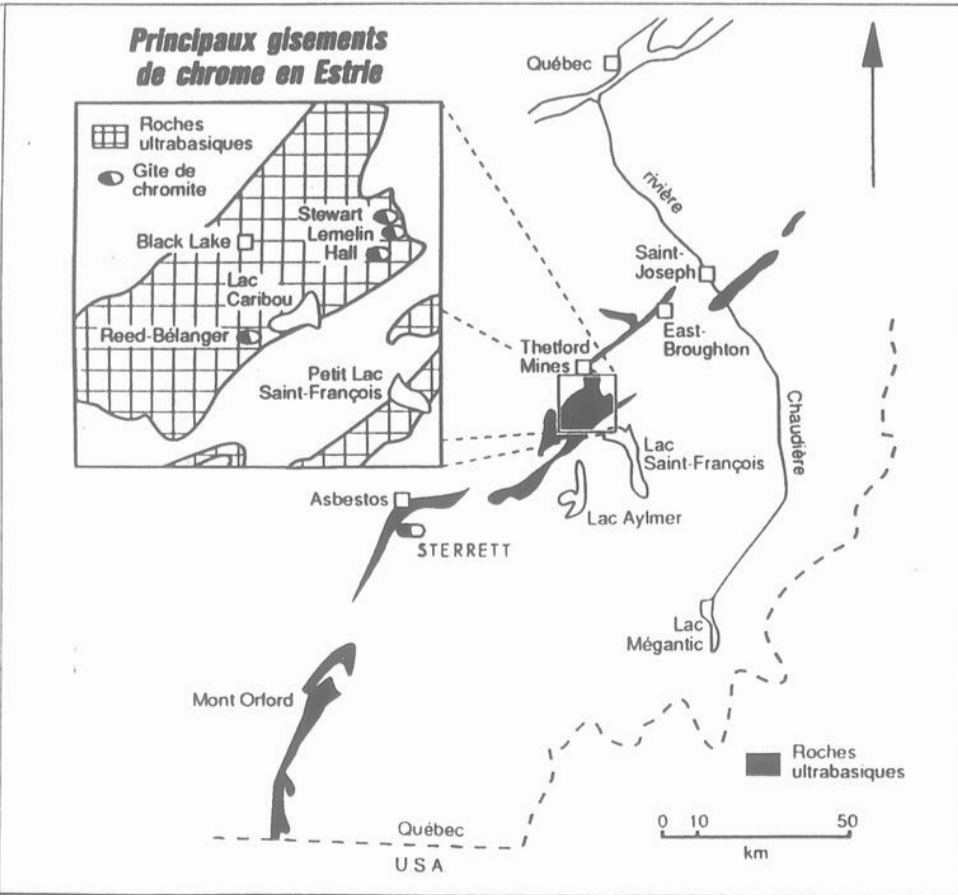 Principaux gisements
de chrome en Estrie
Roches
ultrabasiques
Gîte de
chromite
Stewart
Lemelin
Hall
Black Lake
Lac
Caribou
Reed-Bélanger
Petit Lac
Saint-François
Québec
rivière
Chaudière
Saint-
Joseph
East-
Broughton
Thetford
Mines
Lac
Saint-François
Lac Aylmer
Asbestos
STERRETT
Lac
Mégantic
Mont Orford
Roches
ultrabasiques
Québec
USA
0 10 50
km